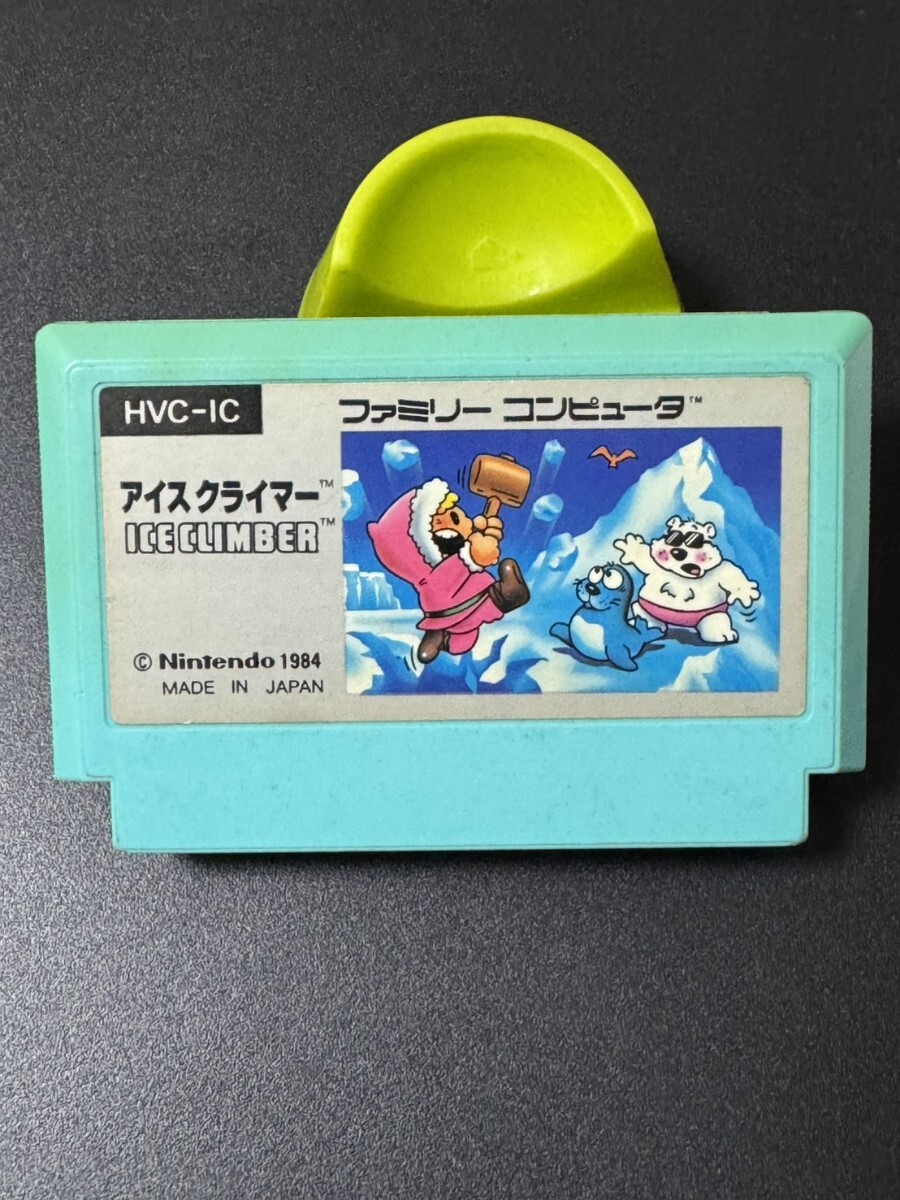 HVC-IC
ファミリー コンピュータ™
アイスクライマー™
ICE CLIMBER™
© Nintendo 1984
MADE IN JAPAN